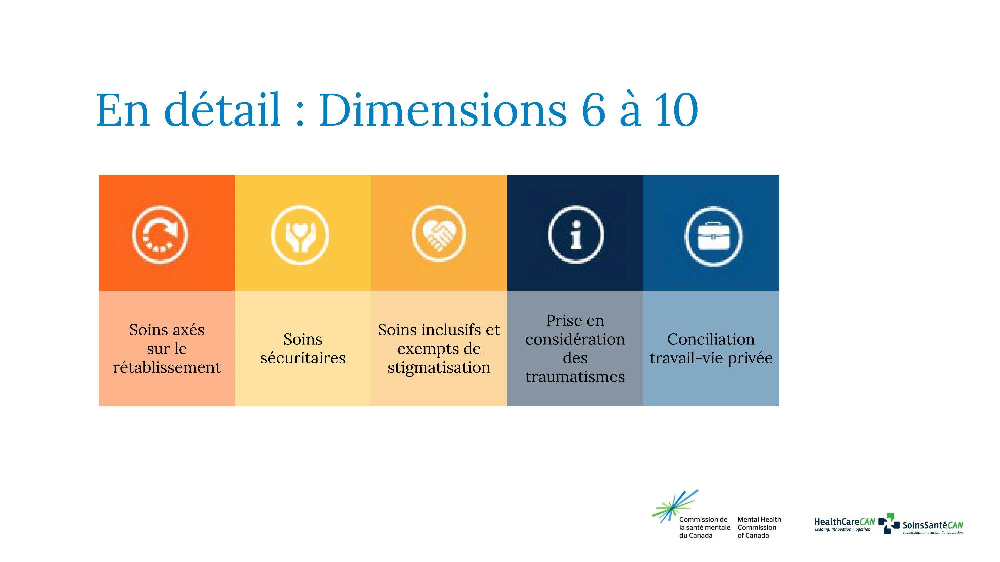 En détail : Dimensions 6 à 10
Soins axés
sur le
rétablissement
Soins
sécuritaires
Soins inclusifs et
exempts de
stigmatisation
Prise en
considération
des
traumatismes
Conciliation
travail-vie privée
Commission de
la santé mentale
du Canada
Mental Health
Commission
of Canada
HealthCareCAN
Leading. Innovation. Together.
SoinsSantéCAN
Leadership. Innovation. Collaboration.